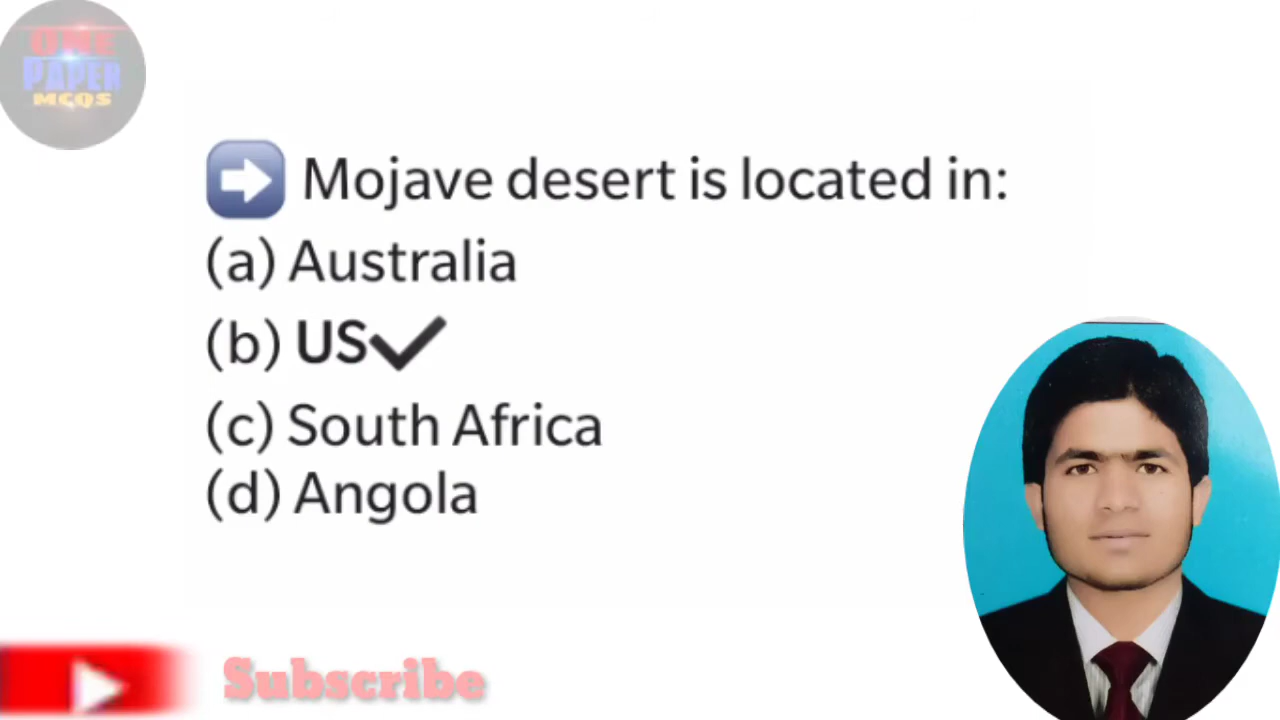 ONE
PAPER
MCQS
➡️ Mojave desert is located in:
(a) Australia
(b) US✔
(c) South Africa
(d) Angola
Subscribe